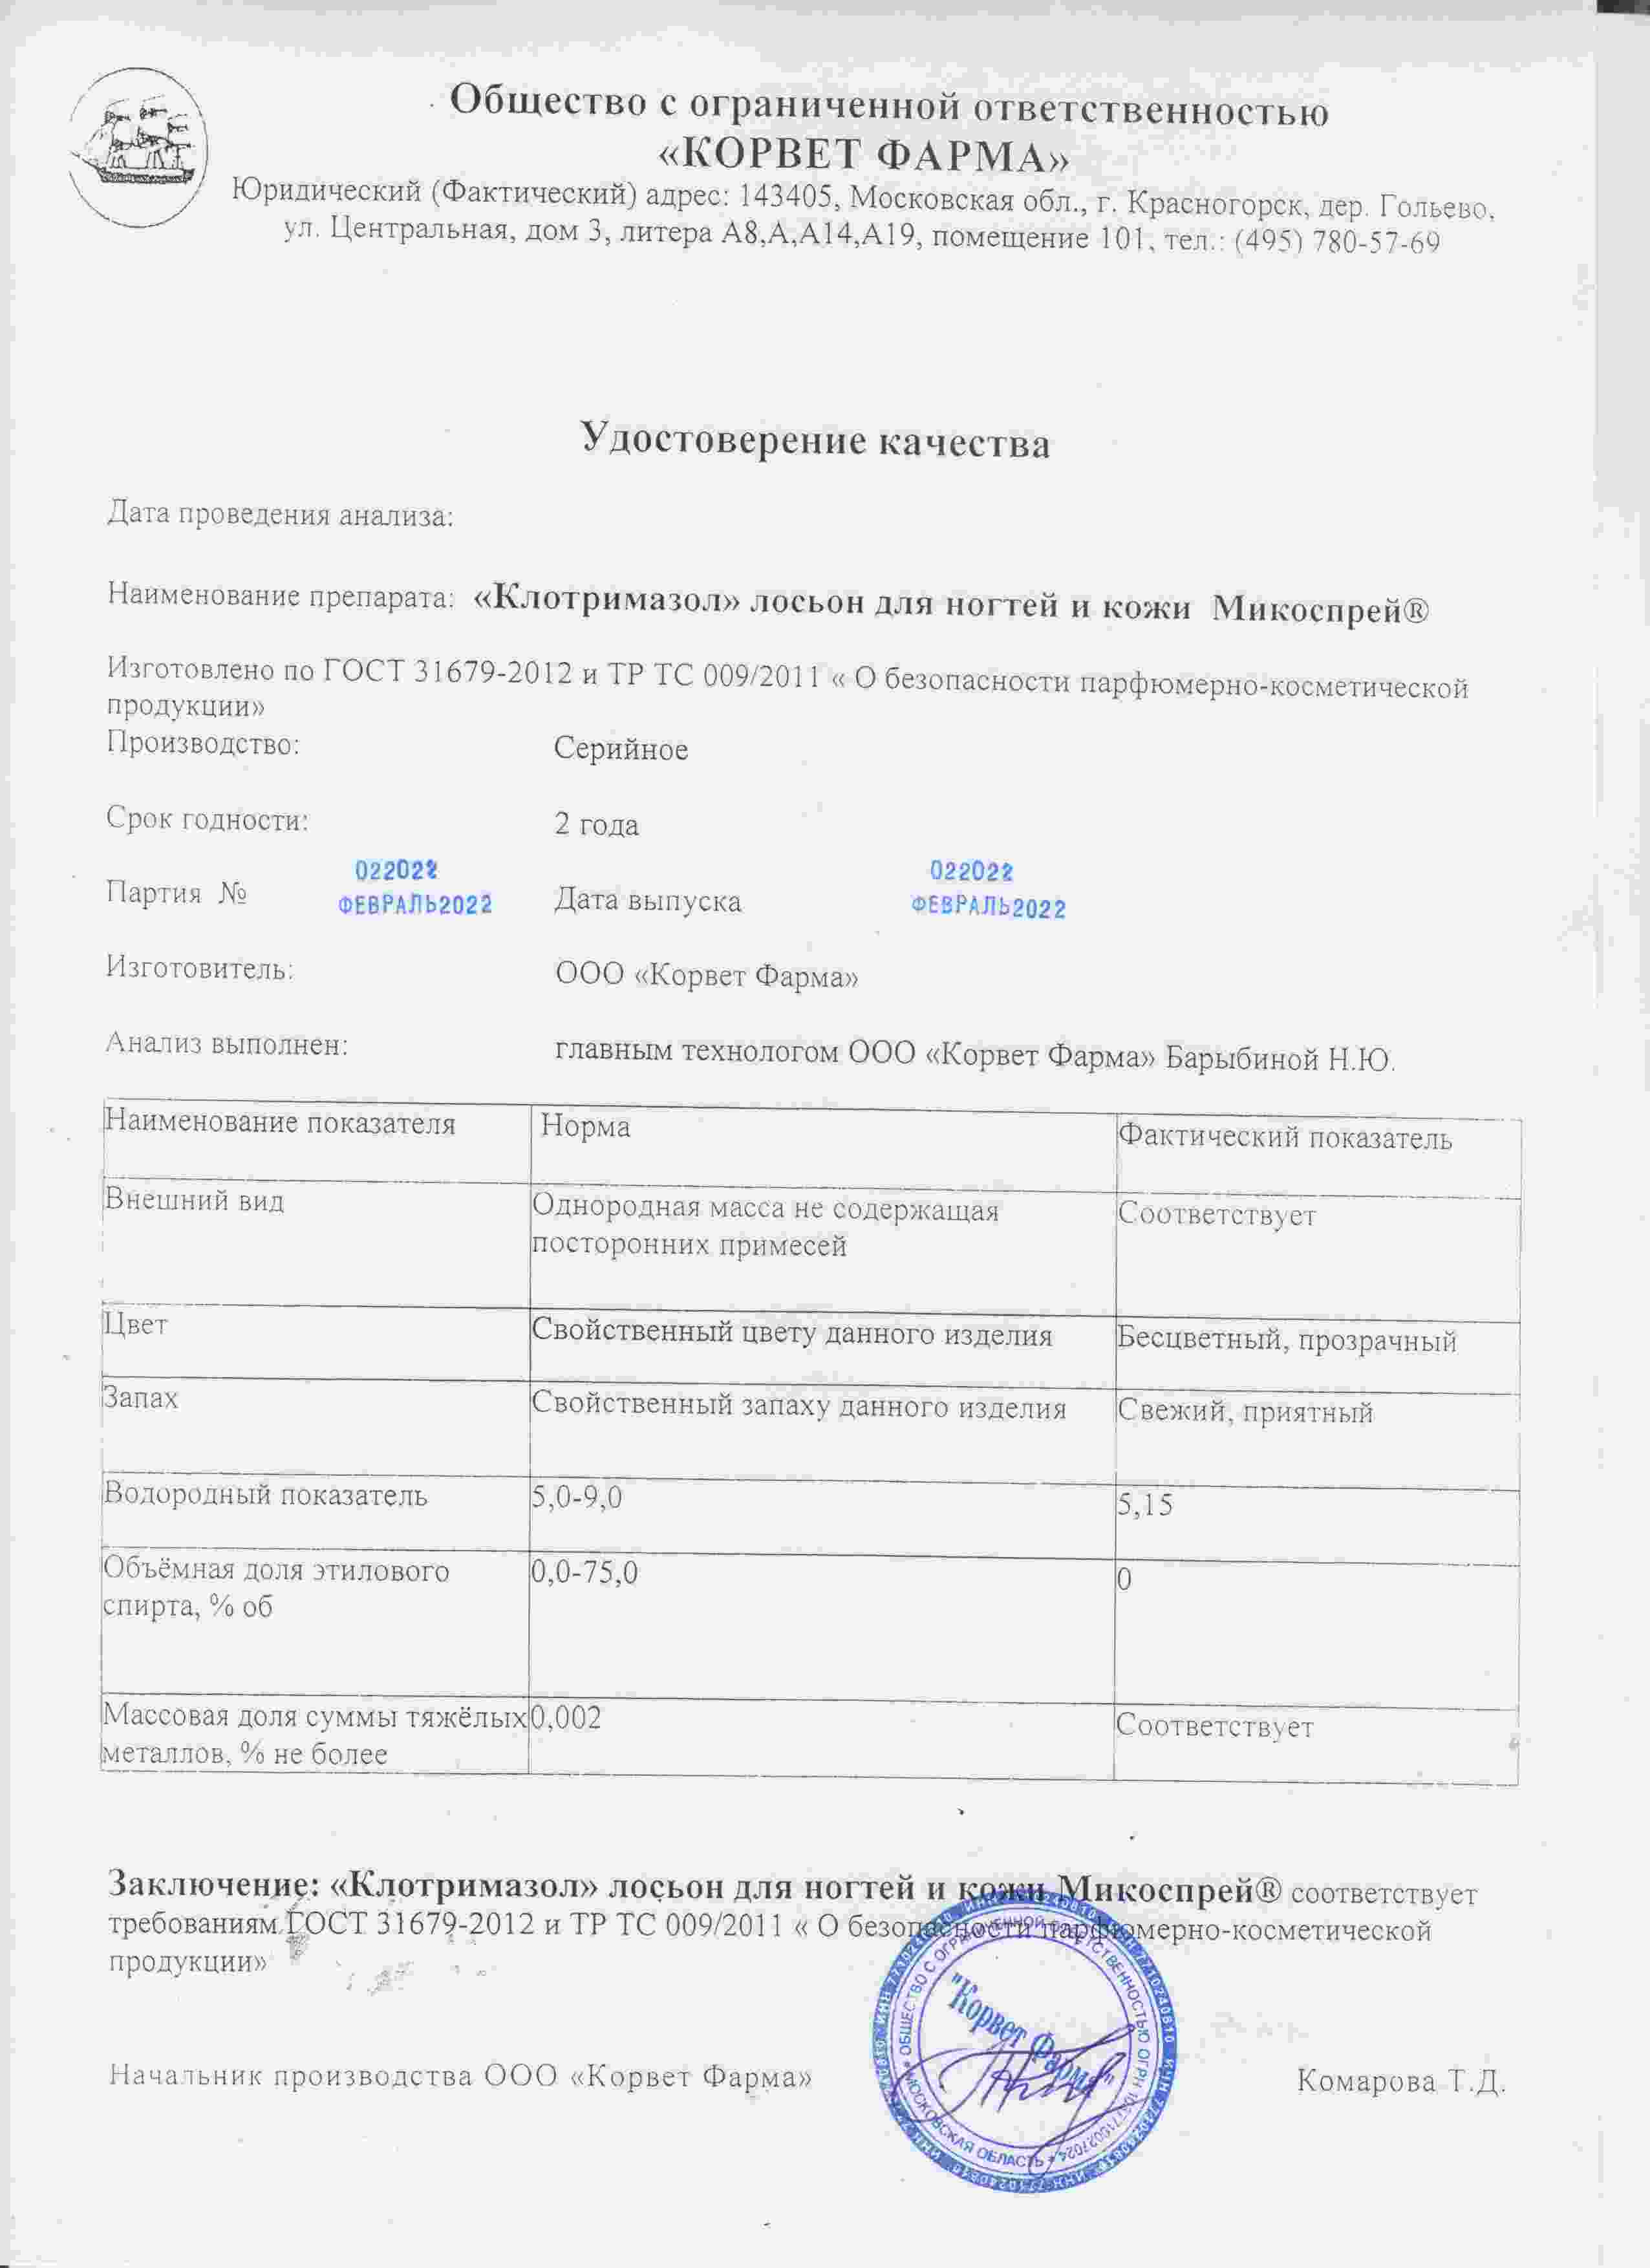 Общество с ограниченной ответственностью
«КОРВЕТ ФАРМА»
Юридический (Фактический) адрес: 143405, Московская обл., г. Красногорск, дер. Гольево,
ул. Центральная, дом 3, литера А8,А,А14,А19, помещение 101, тел.: (495) 780-57-69
Удостоверение качества
Дата проведения анализа:
Наименование препарата: «Клотримазол» лосьон для ногтей и кожи Микоспрей®
Изготовлено по ГОСТ 31679-2012 и ТР ТС 009/2011 « О безопасности парфюмерно-косметической
продукции»
Производство: Серийное
Срок годности: 2 года
022022 022022
Партия № ФЕВРАЛЬ2022 Дата выпуска ФЕВРАЛЬ2022
Изготовитель: ООО «Корвет Фарма»
Анализ выполнен: главным технологом ООО «Корвет Фарма» Барыбиной Н.Ю.
Наименование показателя Норма Фактический показатель
Внешний вид Однородная масса не содержащая Соответствует
посторонних примесей
Цвет Свойственный цвету данного изделия Бесцветный, прозрачный
Запах Свойственный запаху данного изделия Свежий, приятный
Водородный показатель 5,0-9,0 5,15
Объёмная доля этилового 0,0-75,0 0
спирта, % об
Массовая доля суммы тяжёлых 0,002 Соответствует
металлов, % не более
Заключение: «Клотримазол» лосьон для ногтей и кожи Микоспрей® соответствует
требованиям ГОСТ 31679-2012 и ТР ТС 009/2011 « О безопасности парфюмерно-косметической
продукции»
Начальник производства ООО «Корвет Фарма» Комарова Т.Д.
ОБЩЕСТВО С ОГРАНИЧЕННОЙ ОТВЕТСТВЕННОСТЬЮ ОГРН
МОСКОВСКАЯ ОБЛАСТЬ
"Корвет Фарма"